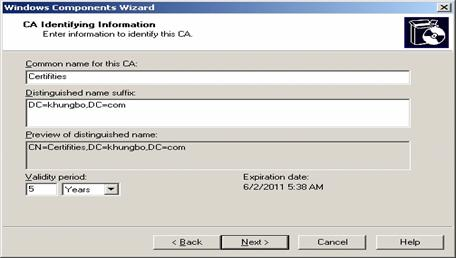 Windows Components Wizard
CA Identifying Information
Enter information to identify this CA.
Common name for this CA:
Certifities
Distinguished name suffix:
DC=khungbo,DC=com
Preview of distinguished name:
CN=Certifities,DC=khungbo,DC=com
Validity period:
Expiration date:
5 Years
6/2/2011 5:38 AM
< Back
Next >
Cancel
Help